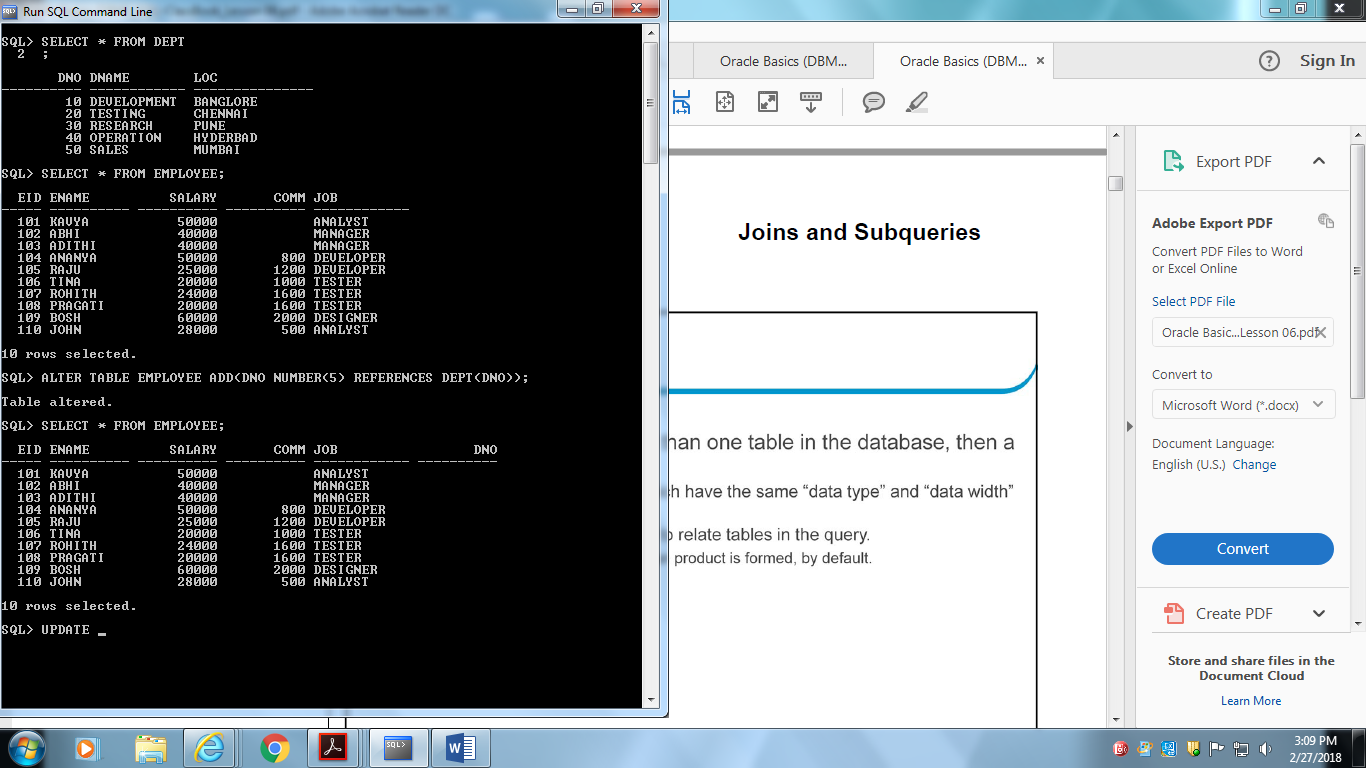 Run SQL Command Line
SQL> SELECT * FROM DEPT
2 ;
DNO DNAME LOC
10 DEVELOPMENT BANGLORE
20 TESTING CHENNAI
30 RESEARCH PUNE
40 OPERATION HYDERBAD
50 SALES MUMBAI
SQL> SELECT * FROM EMPLOYEE;
EID ENAME SALARY COMM JOB
101 KAVYA 50000 ANALYST
102 ABHI 40000 MANAGER
103 ADITHI 40000 MANAGER
104 ANANYA 50000 800 DEVELOPER
105 RAJU 25000 1200 DEVELOPER
106 TINA 20000 1000 TESTER
107 ROHITH 24000 1600 TESTER
108 PRAGATI 20000 1600 TESTER
109 BOSH 60000 2000 DESIGNER
110 JOHN 28000 500 ANALYST
10 rows selected.
SQL> ALTER TABLE EMPLOYEE ADD(DNO NUMBER(5) REFERENCES DEPT(DNO));
Table altered.
SQL> SELECT * FROM EMPLOYEE;
EID ENAME SALARY COMM JOB DNO
101 KAVYA 50000 ANALYST
102 ABHI 40000 MANAGER
103 ADITHI 40000 MANAGER
104 ANANYA 50000 800 DEVELOPER
105 RAJU 25000 1200 DEVELOPER
106 TINA 20000 1000 TESTER
107 ROHITH 24000 1600 TESTER
108 PRAGATI 20000 1600 TESTER
109 BOSH 60000 2000 DESIGNER
110 JOHN 28000 500 ANALYST
10 rows selected.
SQL> UPDATE _
Oracle Basics (DBM...
Oracle Basics (DBM... ×
Sign In
Joins and Subqueries
han one table in the database, then a
ch have the same “data type” and “data width”
o relate tables in the query.
product is formed, by default.
Export PDF
Adobe Export PDF
Convert PDF Files to Word
or Excel Online
Select PDF File
Oracle Basic...Lesson 06.pdf
Convert to
Microsoft Word (*.docx)
Document Language:
English (U.S.) Change
Convert
Create PDF
Store and share files in the
Document Cloud
Learn More
3:09 PM
2/27/2018